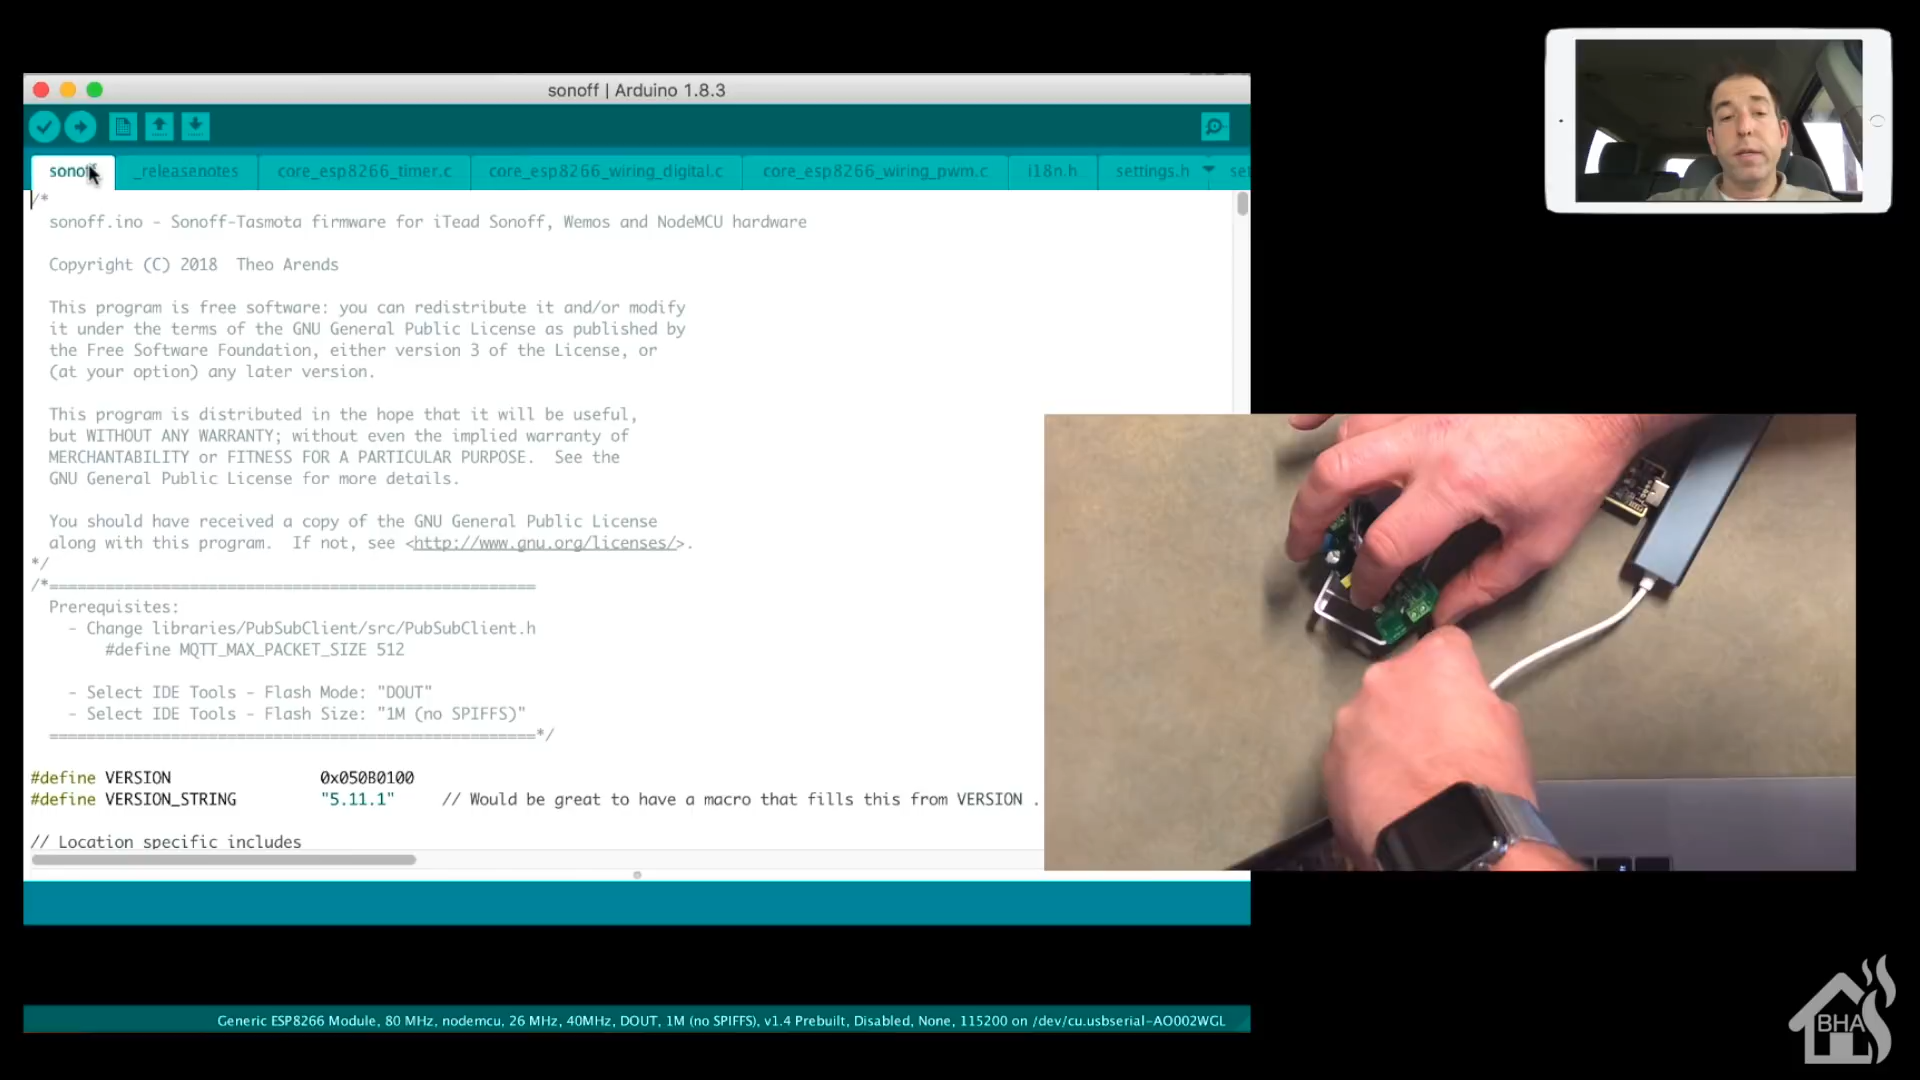 sonoff | Arduino 1.8.3
sonoff
_releasenotes
core_esp8266_timer.c
core_esp8266_wiring_digital.c
core_esp8266_wiring_pwm.c
i18n.h
settings.h
/*
sonoff.ino - Sonoff-Tasmota firmware for iTead Sonoff, Wemos and NodeMCU hardware
Copyright (C) 2018  Theo Arends
This program is free software: you can redistribute it and/or modify
it under the terms of the GNU General Public License as published by
the Free Software Foundation, either version 3 of the License, or
(at your option) any later version.
This program is distributed in the hope that it will be useful,
but WITHOUT ANY WARRANTY; without even the implied warranty of
MERCHANTABILITY or FITNESS FOR A PARTICULAR PURPOSE.  See the
GNU General Public License for more details.
You should have received a copy of the GNU General Public License
along with this program.  If not, see <http://www.gnu.org/licenses/>.
*/
/*====================================================
Prerequisites:
- Change libraries/PubSubClient/src/PubSubClient.h
#define MQTT_MAX_PACKET_SIZE 512
- Select IDE Tools - Flash Mode: "DOUT"
- Select IDE Tools - Flash Size: "1M (no SPIFFS)"
====================================================*/
#define VERSION 0x050B0100
#define VERSION_STRING "5.11.1" // Would be great to have a macro that fills this from VERSION .
// Location specific includes
Generic ESP8266 Module, 80 MHz, nodemcu, 26 MHz, 40MHz, DOUT, 1M (no SPIFFS), v1.4 Prebuilt, Disabled, None, 115200 on /dev/cu.usbserial-AO002WGL
BHA